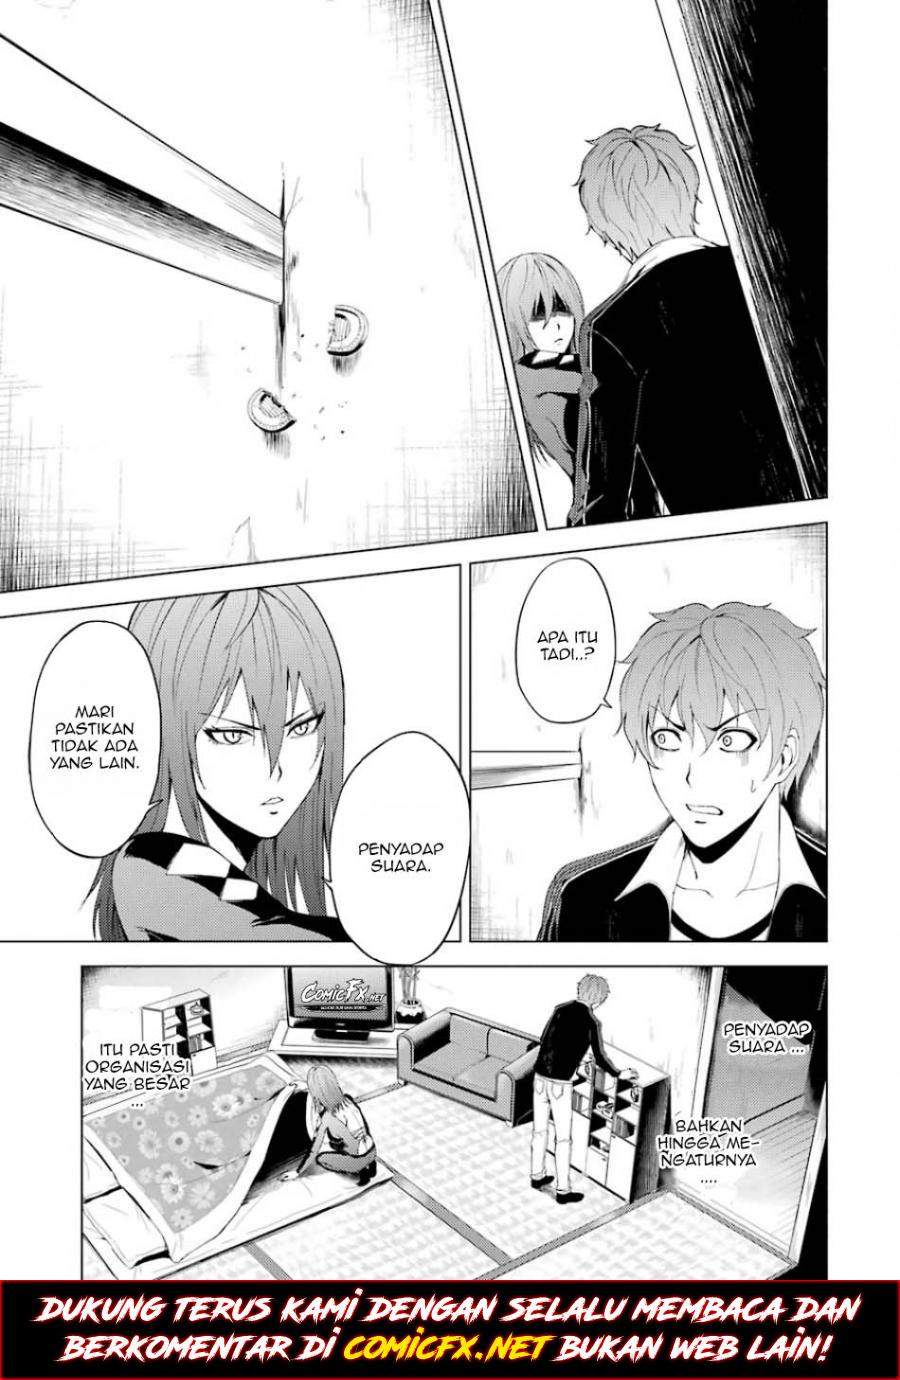 APA ITU
TADI..?
PENYADAP
SUARA.
MARI
PASTIKAN
TIDAK ADA
YANG LAIN.
PENYADAP
SUARA ...
BAHKAN
HINGGA ME-
NGATURNYA
....
COMICFX.NET
ITU PASTI
ORGANISASI
YANG BESAR
...
DUKUNG TERUS KAMI DENGAN SELALU MEMBACA DAN
BERKOMENTAR DI COMICFX.NET BUKAN WEB LAIN!